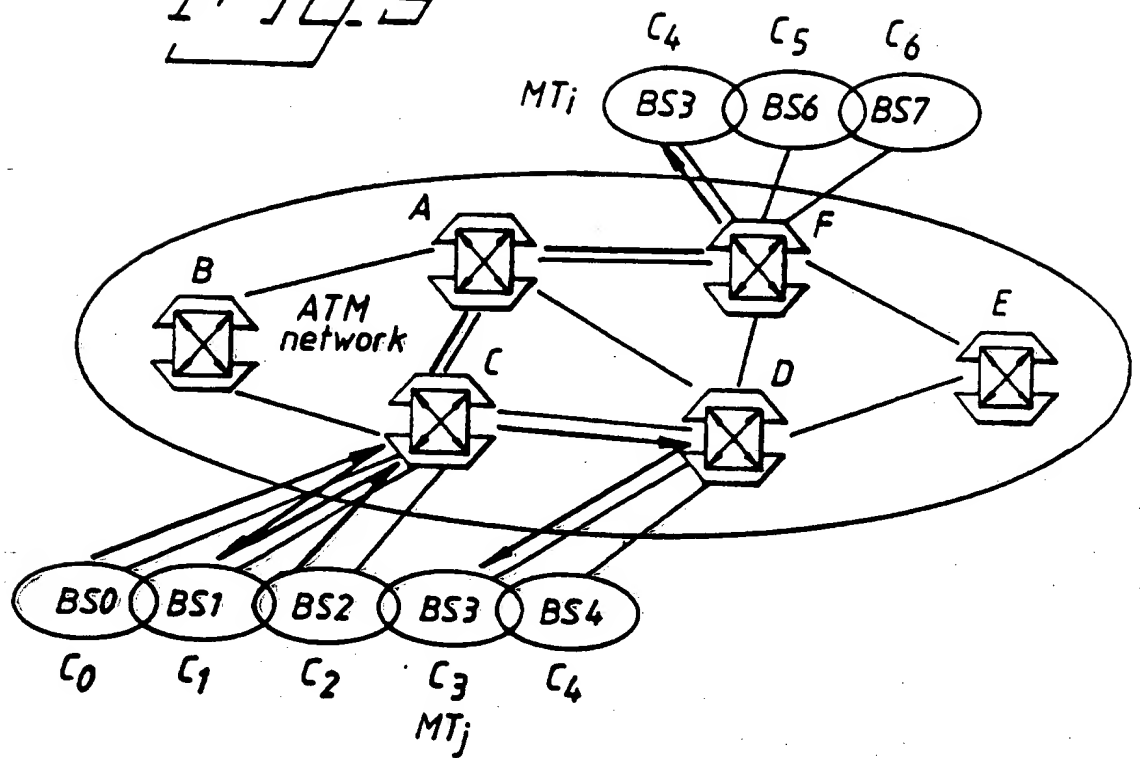 C4 C5 C6
MTi BS3 BS6 BS7
A F
B E
ATM
network
C D
BS0 BS1 BS2 BS3 BS4
C0 C1 C2 C3 C4
MTj